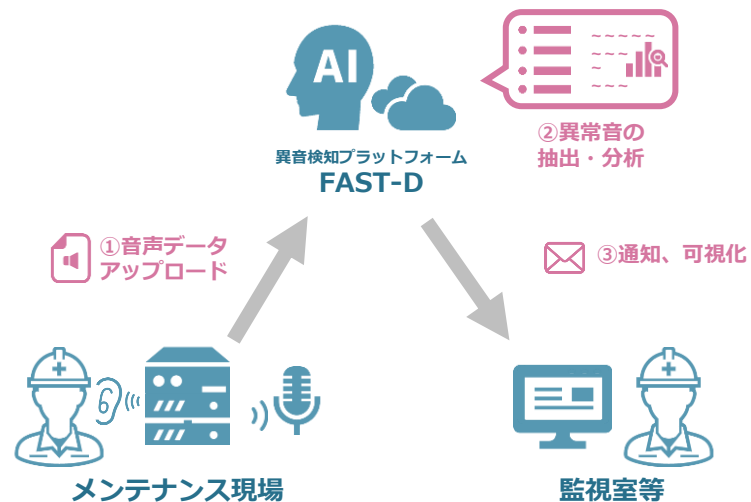 AI
~~~~~
~~~
~
~~~
②異常音の
抽出・分析
異音検知プラットフォーム
FAST-D
①音声データ
アップロード
③通知、可視化
メンテナンス現場
監視室等